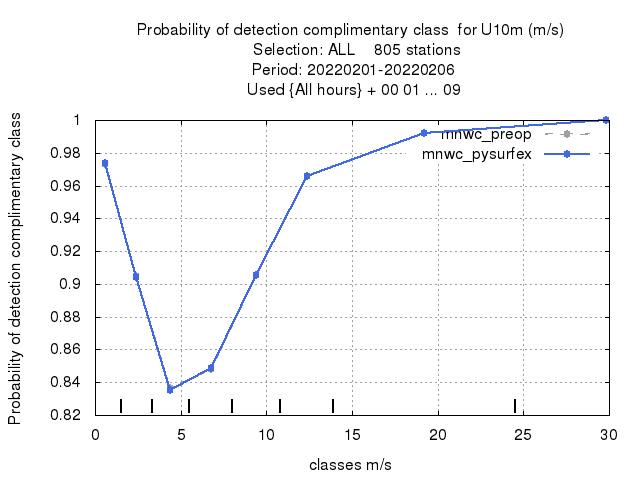 Probability of detection complimentary class  for U10m (m/s)
Selection: ALL    805 stations
Period: 20220201-20220206
Used {All hours} + 00 01 ... 09
Probability of detection complimentary class
1
0.98
0.96
0.94
0.92
0.9
0.88
0.86
0.84
0.82
mnwc_preop
mnwc_pysurfex
0 5 10 15 20 25 30
classes m/s